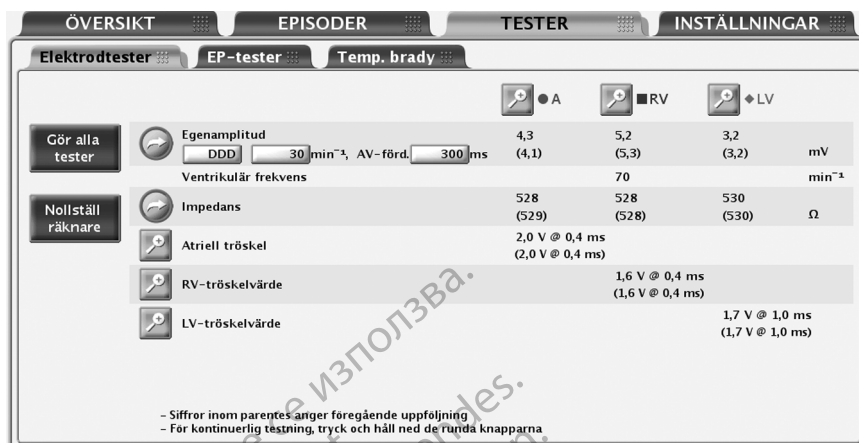 ÖVERSIKT EPISODER TESTER INSTÄLLNINGAR
Elektrodtester EP-tester Temp. brady
A RV LV
Gör alla tester
Egenamplitud 4,3 5,2 3,2
DDD 30 min⁻¹, AV-förd. 300 ms (4,1) (5,3) (3,2) mV
Ventrikulär frekvens 70 min⁻¹
Nollställ räknare
Impedans 528 528 530
(529) (528) (530) Ω
Atriell tröskel 2,0 V @ 0,4 ms
(2,0 V @ 0,4 ms)
RV-tröskelvärde 1,6 V @ 0,4 ms
(1,6 V @ 0,4 ms)
LV-tröskelvärde 1,7 V @ 1,0 ms
(1,7 V @ 1,0 ms)
- Siffror inom parentes anger föregående uppföljning
- För kontinuerlig testning, tryck och håll ned de runda knapparna
се използва.